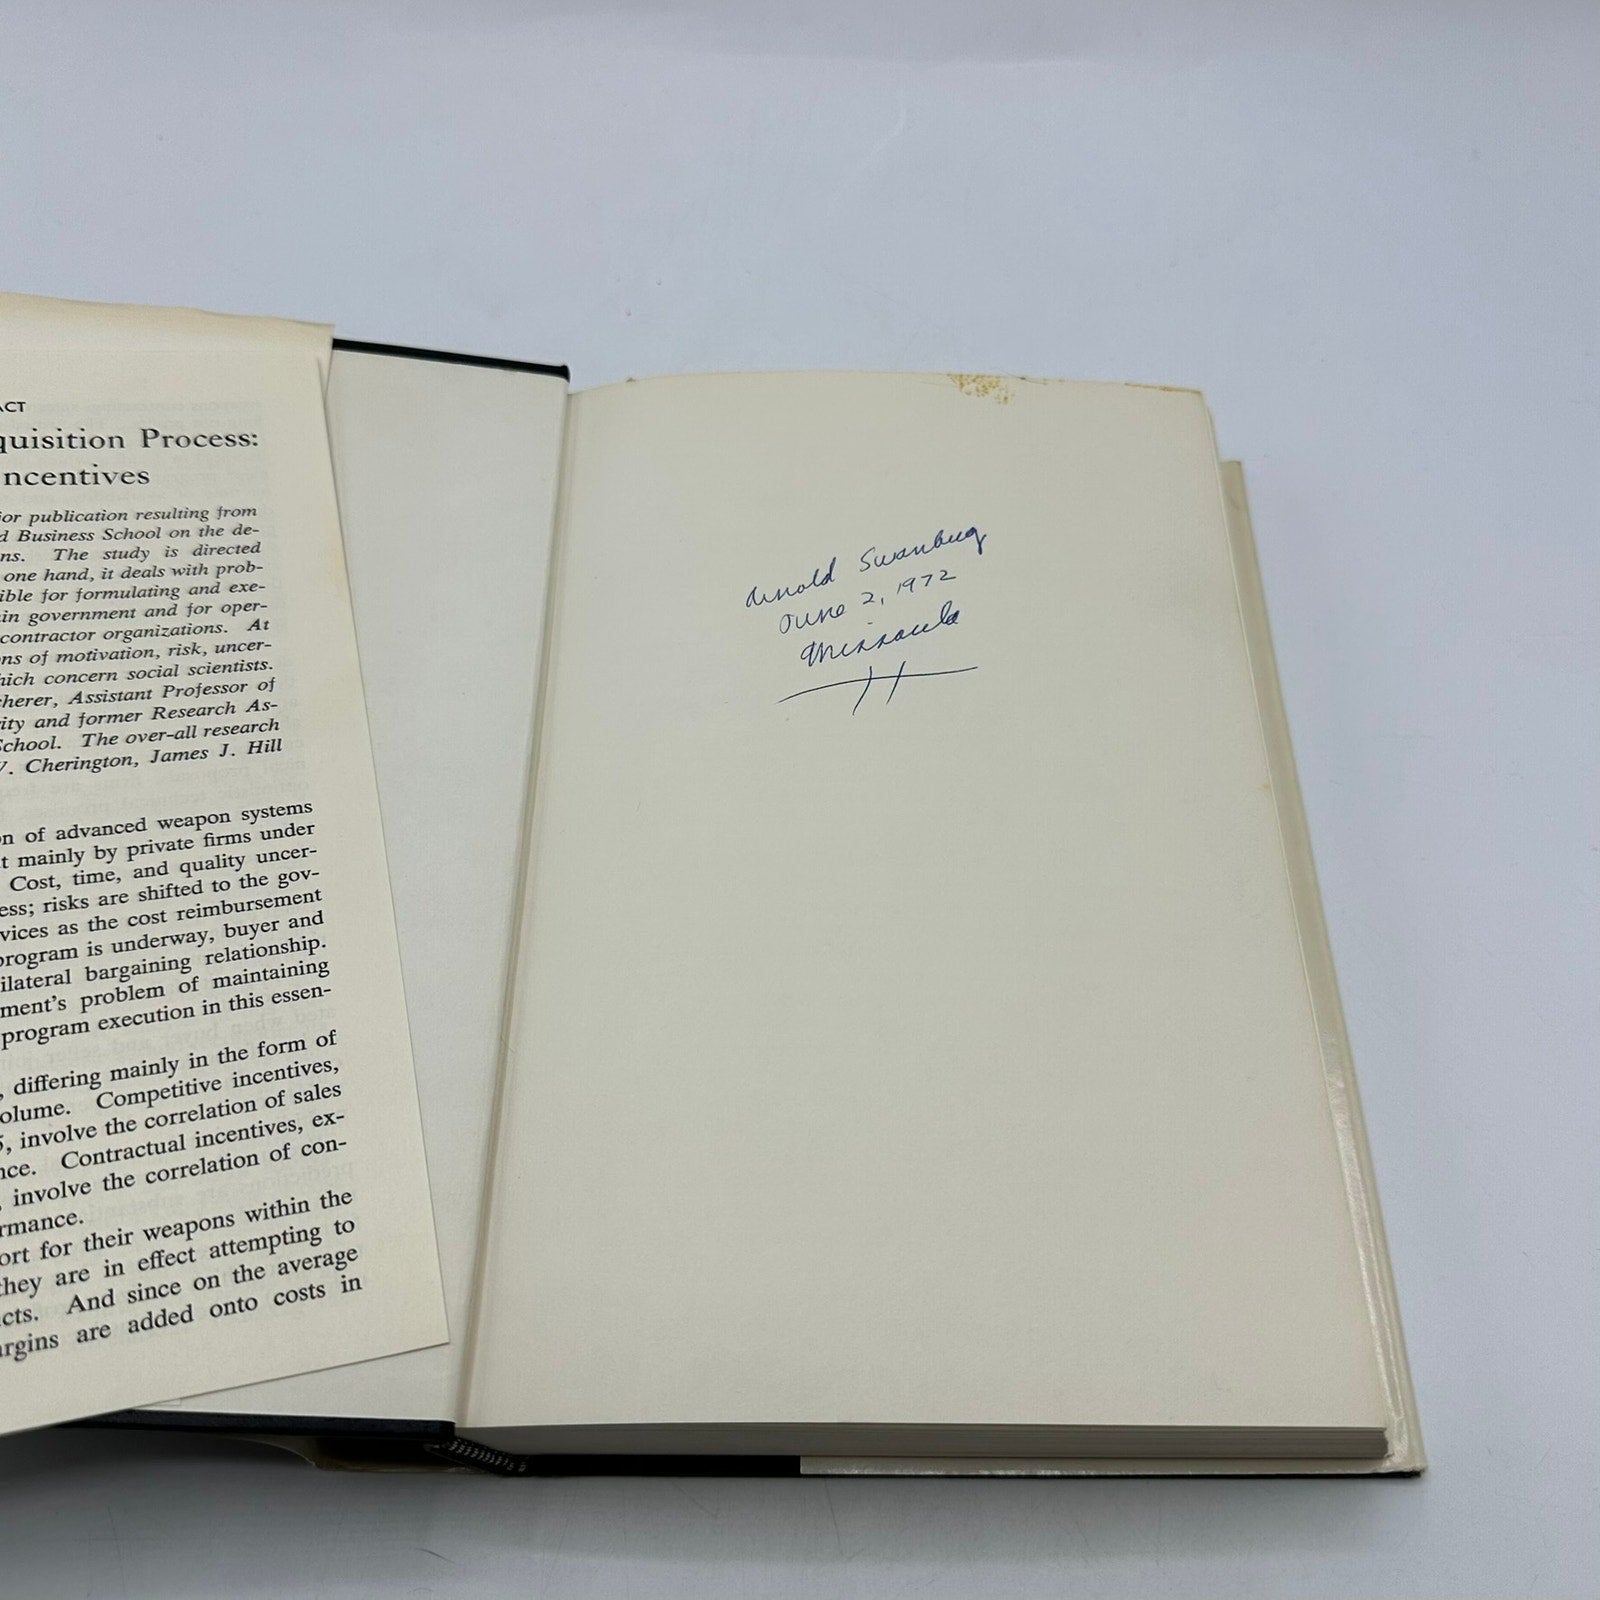 ACT
quisition Process:
ncentives
ior publication resulting from
d Business School on the de-
ns. The study is directed
one hand, it deals with prob-
ible for formulating and exe-
in government and for oper-
contractor organizations. At
ns of motivation, risk, uncer-
hich concern social scientists.
cherer, Assistant Professor of
ity and former Research As-
School. The over-all research
. Cherington, James J. Hill
n of advanced weapon systems
t mainly by private firms under
Cost, time, and quality uncer-
ess; risks are shifted to the gov-
vices as the cost reimbursement
program is underway, buyer and
ilateral bargaining relationship.
ment's problem of maintaining
program execution in this essen-
, differing mainly in the form of
olume. Competitive incentives,
5, involve the correlation of sales
nce. Contractual incentives, ex-
, involve the correlation of con-
rmance.
ort for their weapons within the
they are in effect attempting to
cts. And since on the average
argins are added onto costs in
Arnold Swanberg
June 2, 1972
Missoula